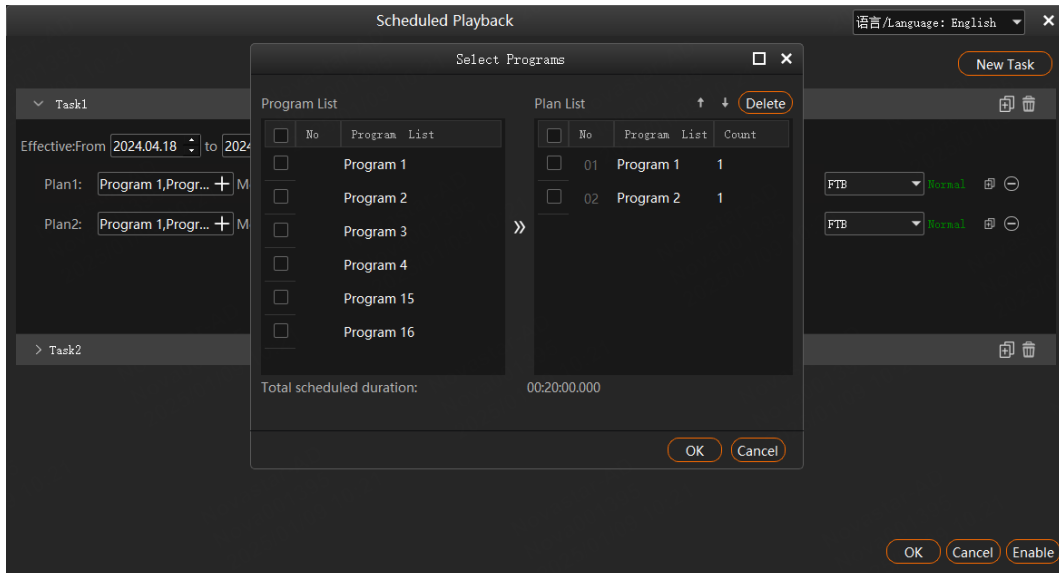 Scheduled Playback
语言/Language: English
New Task
Task1
Effective:From 2024.04.18 to 2024
Plan1: Program 1,Progr... M
FTB Normal
Plan2: Program 1,Progr... M
FTB Normal
Task2
Select Programs
Program List
No Program List
Program 1
Program 2
Program 3
Program 4
Program 15
Program 16
Plan List Delete
No Program List Count
01 Program 1 1
02 Program 2 1
Total scheduled duration: 00:20:00.000
OK Cancel
OK Cancel Enable